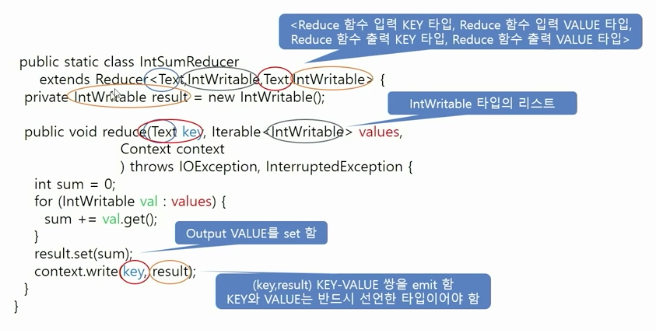 <Reduce 함수 입력 KEY 타입, Reduce 함수 입력 VALUE 타입,
Reduce 함수 출력 KEY 타입, Reduce 함수 출력 VALUE 타입>
public static class IntSumReducer
extends Reducer<Text,IntWritable,Text,IntWritable> {
private IntWritable result = new IntWritable();
IntWritable 타입의 리스트
public void reduce(Text key, Iterable<IntWritable> values,
Context context
) throws IOException, InterruptedException {
int sum = 0;
for (IntWritable val : values) {
sum += val.get();
}
Output VALUE를 set 함
result.set(sum);
context.write(key, result);
(key,result) KEY-VALUE 쌍을 emit 함
KEY와 VALUE는 반드시 선언한 타입이어야 함
}
}